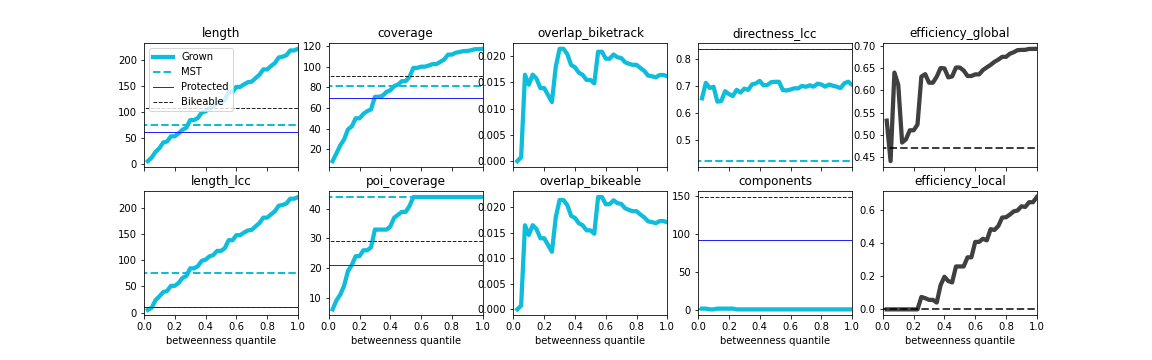 length
coverage
overlap_biketrack
directness_lcc
efficiency_global
Grown
MST
Protected
Bikeable
200
150
100
50
0
120
100
80
60
40
20
0.020
0.015
0.010
0.005
0.000
0.8
0.7
0.6
0.5
0.70
0.65
0.60
0.55
0.50
0.45
length_lcc
poi_coverage
overlap_bikeable
components
efficiency_local
200
150
100
50
0
40
30
20
10
0.020
0.015
0.010
0.005
0.000
150
100
50
0
0.6
0.4
0.2
0.0
0.0 0.2 0.4 0.6 0.8 1.0
0.0 0.2 0.4 0.6 0.8 1.0
0.0 0.2 0.4 0.6 0.8 1.0
0.0 0.2 0.4 0.6 0.8 1.0
0.0 0.2 0.4 0.6 0.8 1.0
betweenness quantile
betweenness quantile
betweenness quantile
betweenness quantile
betweenness quantile